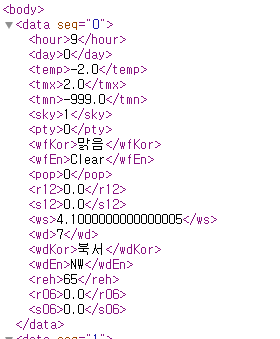 <body>
▼<data seq="0">
<hour>9</hour>
<day>0</day>
<temp>-2.0</temp>
<tmx>2.0</tmx>
<tmn>-999.0</tmn>
<sky>1</sky>
<pty>0</pty>
<wfKor>맑음</wfKor>
<wfEn>Clear</wfEn>
<pop>0</pop>
<r12>0.0</r12>
<s12>0.0</s12>
<ws>4.1000000000000005</ws>
<wd>7</wd>
<wdKor>북서</wdKor>
<wdEn>NW</wdEn>
<reh>65</reh>
<r06>0.0</r06>
<s06>0.0</s06>
</data>
▼<data seq="1">